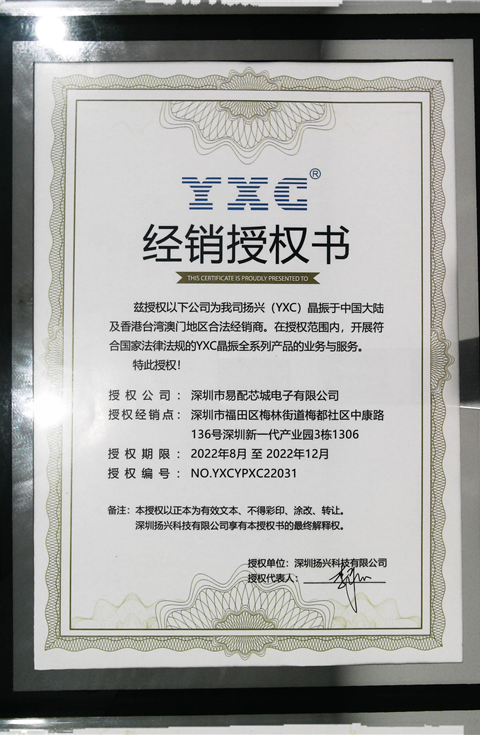 YXC®
经销授权书
THIS CERTIFICATE IS PROUDLY PRESENTED TO
兹授权以下公司为我司扬兴（YXC）晶振于中国大陆
及香港台湾澳门地区合法经销商。在授权范围内，开展符
合国家法律法规的YXC晶振全系列产品的业务与服务。
特此授权！
授权公司：深圳市易配芯城电子有限公司
授权经销点：深圳市福田区梅林街道梅都社区中康路
136号深圳新一代产业园3栋1306
授权期限：2022年8月 至 2022年12月
授权编号：NO.YXCYPXC22031
备注：本授权以正本为有效文本、不得彩印、涂改、转让。
深圳扬兴科技有限公司享有本授权书的最终解释权。
授权单位：深圳扬兴科技有限公司
授权代表人：